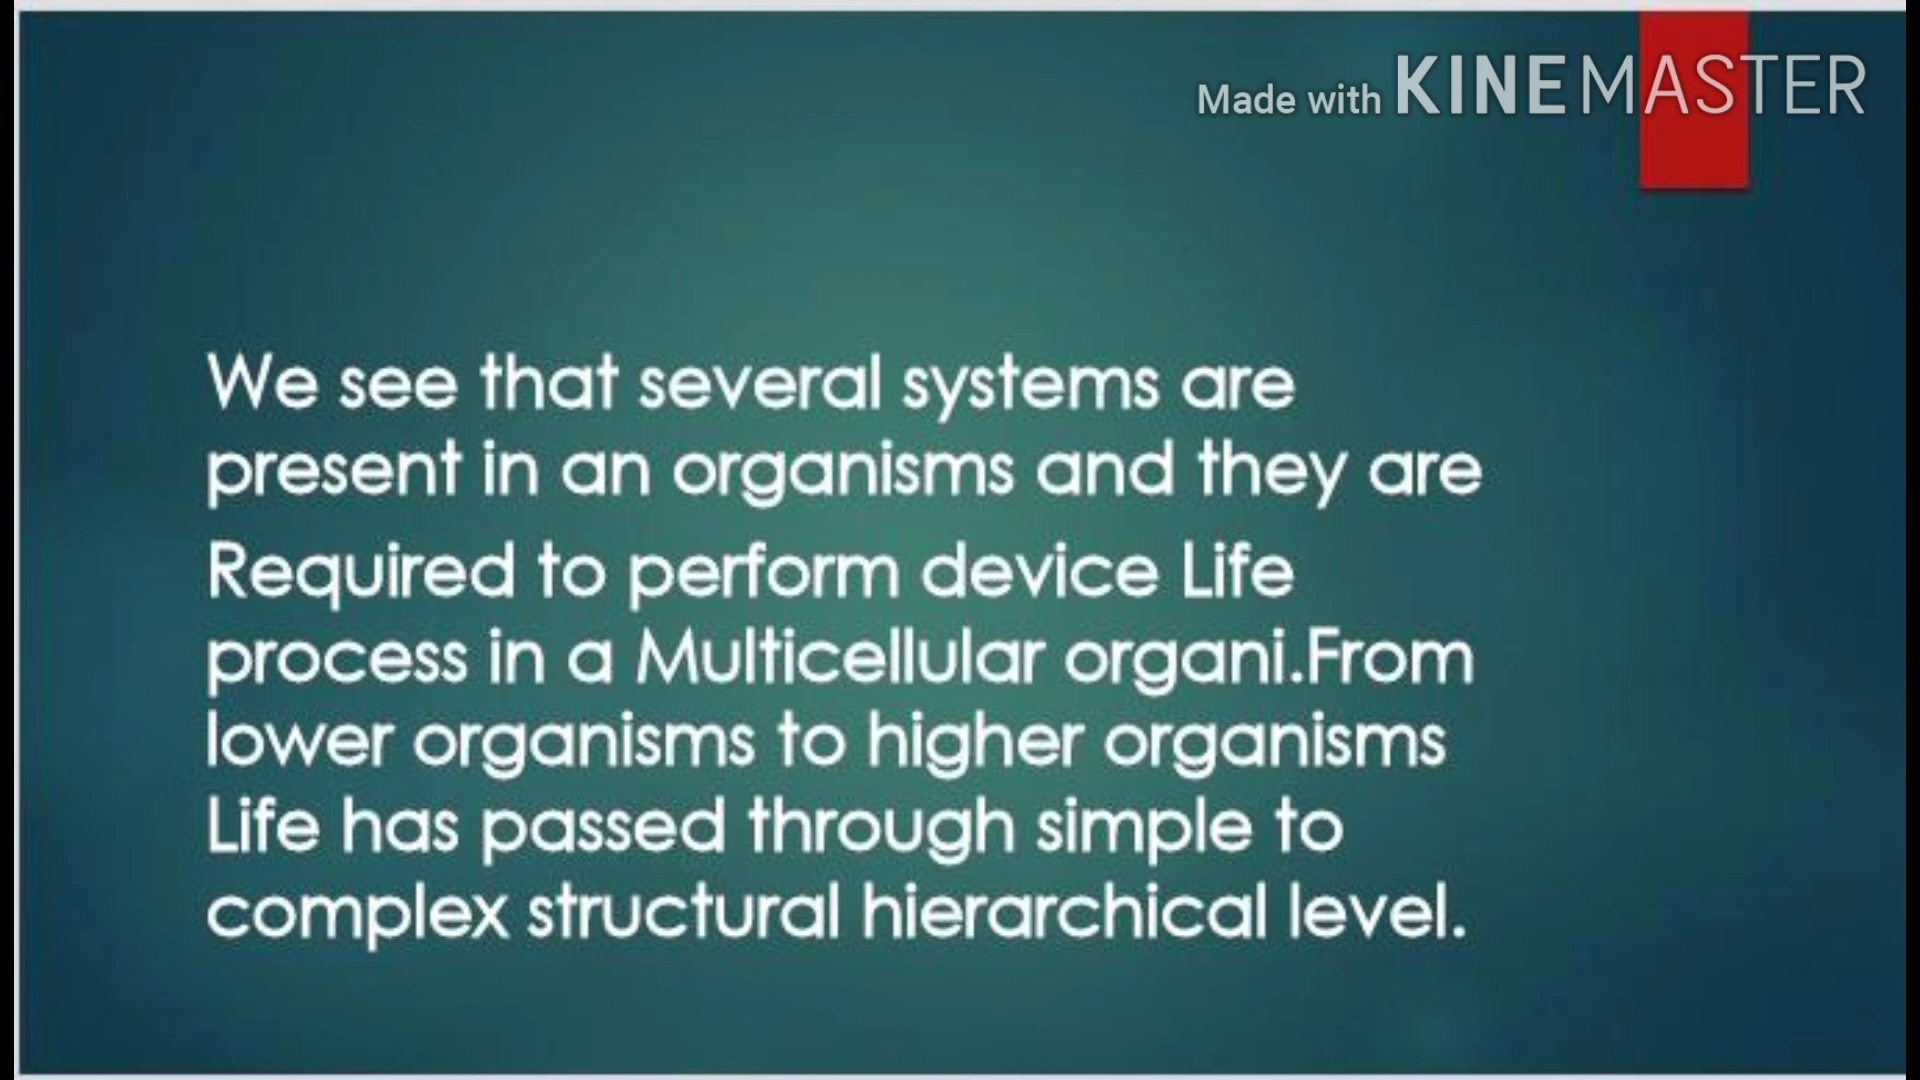 Made with KINEMASTER
We see that several systems are
present in an organisms and they are
Required to perform device Life
process in a Multicellular organi.From
lower organisms to higher organisms
Life has passed through simple to
complex structural hierarchical level.